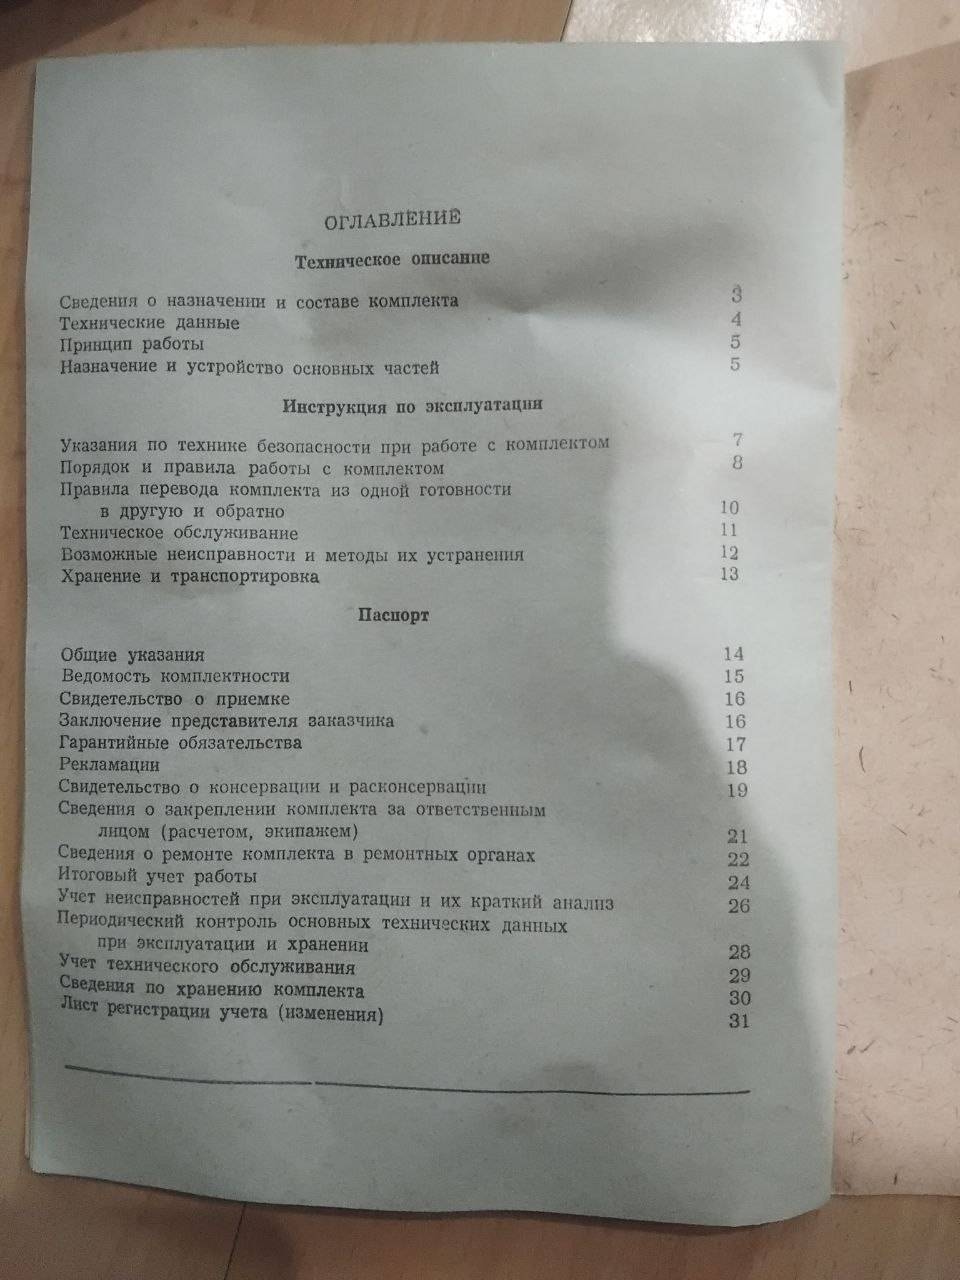 ОГЛАВЛЕНИЕ
Техническое описание
Сведения о назначении и составе комплекта 3
Технические данные 4
Принцип работы 5
Назначение и устройство основных частей 5
Инструкция по эксплуатации
Указания по технике безопасности при работе с комплектом 7
Порядок и правила работы с комплектом 8
Правила перевода комплекта из одной готовности
в другую и обратно 10
Техническое обслуживание 11
Возможные неисправности и методы их устранения 12
Хранение и транспортировка 13
Паспорт
Общие указания 14
Ведомость комплектности 15
Свидетельство о приемке 16
Заключение представителя заказчика 16
Гарантийные обязательства 17
Рекламации 18
Свидетельство о консервации и расконсервации 19
Сведения о закреплении комплекта за ответственным
лицом (расчетом, экипажем) 21
Сведения о ремонте комплекта в ремонтных органах 22
Итоговый учет работы 24
Учет неисправностей при эксплуатации и их краткий анализ 26
Периодический контроль основных технических данных
при эксплуатации и хранении 28
Учет технического обслуживания 29
Сведения по хранению комплекта 30
Лист регистрации учета (изменения) 31